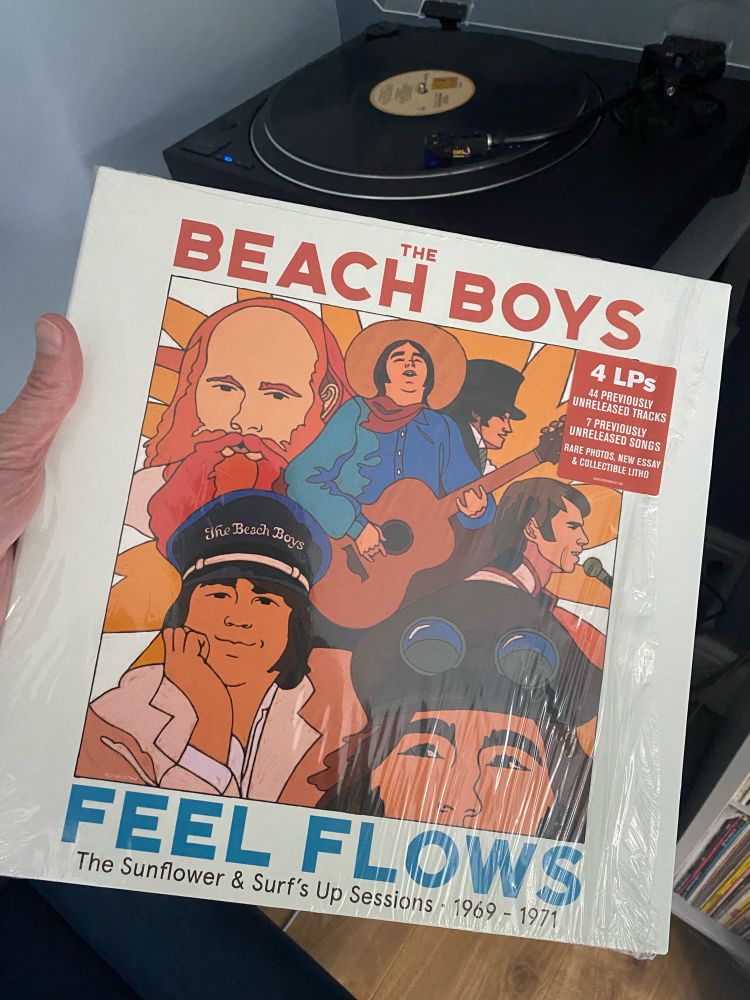 THE
BEACH BOYS
4 LPs
44 PREVIOUSLY
UNRELEASED TRACKS
7 PREVIOUSLY
UNRELEASED SONGS
RARE PHOTOS, NEW ESSAY
& COLLECTIBLE LITHO
The Beach Boys
FEEL FLOWS
The Sunflower & Surf's Up Sessions · 1969 - 1971